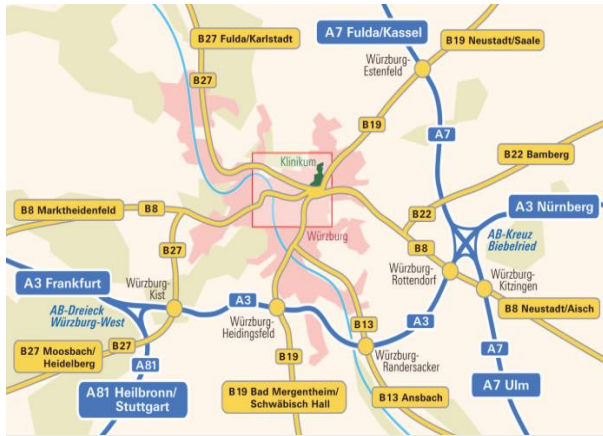 B27 Fulda/Karlstadt
A7 Fulda/Kassel
B19 Neustadt/Saale
B27
Würzburg-
Estenfeld
B19
A7
Klinikum
B22 Bamberg
B8 Marktheidenfeld
B8
B22
A3 Nürnberg
B27
Würzburg
B8
AB-Kreuz
Biebelried
A3 Frankfurt
Würzburg-
Kist
Würzburg-
Rottendorf
Würzburg-
Kitzingen
AB-Dreieck
Würzburg-West
A3
Würzburg-
Heidingsfeld
B13
A3
B8 Neustadt/Aisch
B27 Moosbach/
Heidelberg
B27
A81
B19
Würzburg-
Randersacker
A7
A81 Heilbronn/
Stuttgart
B19 Bad Mergentheim/
Schwäbisch Hall
B13 Ansbach
A7 Ulm